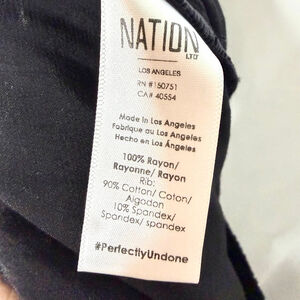 NATION
LTD
LOS ANGELES
RN #150751
CA# 40554
Made In Los Angeles
Fabriqué au Los Angeles
Hecho en Los Ángeles
100% Rayon/
Rayonne/ Rayon
Rib:
90% Cotton/ Coton/
Algodon
10% Spandex/
Spandex/ spandex
#PerfectlyUndone